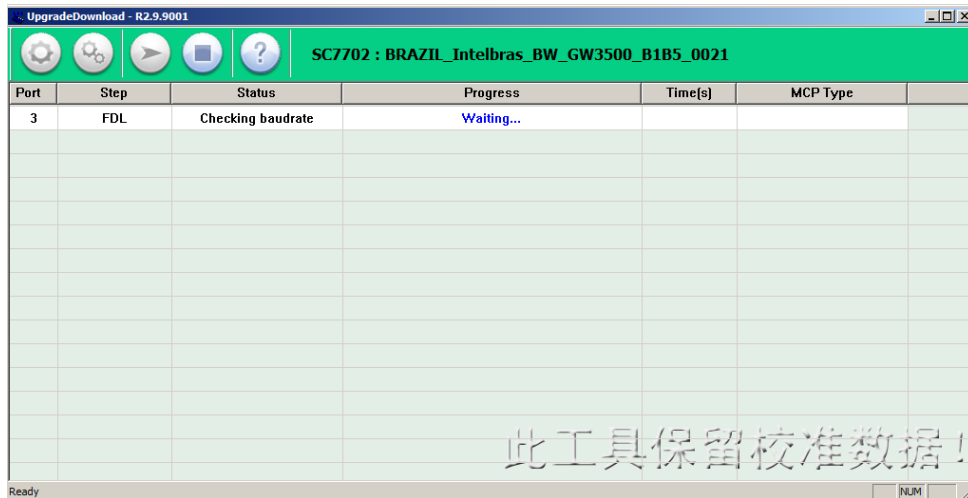 UpgradeDownload - R2.9.9001
SC7702 : BRAZIL_Intelbras_BW_GW3500_B1B5_0021
Port Step Status Progress Time(s) MCP Type
3 FDL Checking baudrate Waiting...
此工具保留校准数据!
Ready NUM